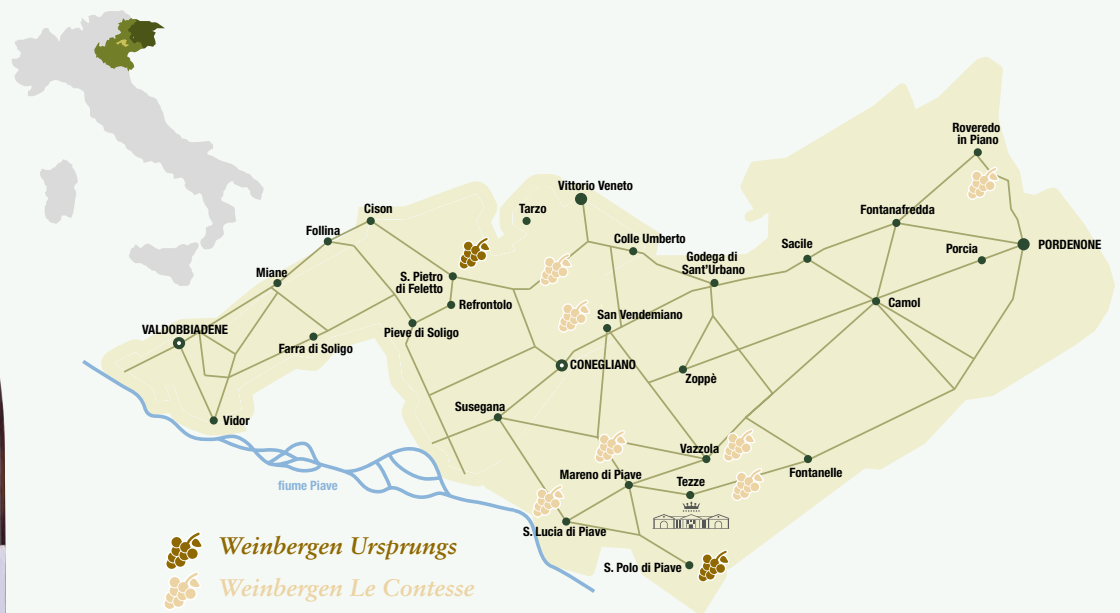 Roveredo
in Piano
Vittorio Veneto
Cison
Tarzo
Fontanafredda
Follina
Colle Umberto
Sacile
PORDENONE
Porcia
Godega di
Sant'Urbano
Miane
S. Pietro
di Feletto
Refrontolo
Camol
San Vendemiano
VALDOBBIADENE
Pieve di Soligo
Farra di Soligo
CONEGLIANO
Zoppè
Susegana
Vidor
Vazzola
Fontanelle
Mareno di Piave
Tezze
fiume Piave
S. Lucia di Piave
S. Polo di Piave
Weinbergen Ursprungs
Weinbergen Le Contesse